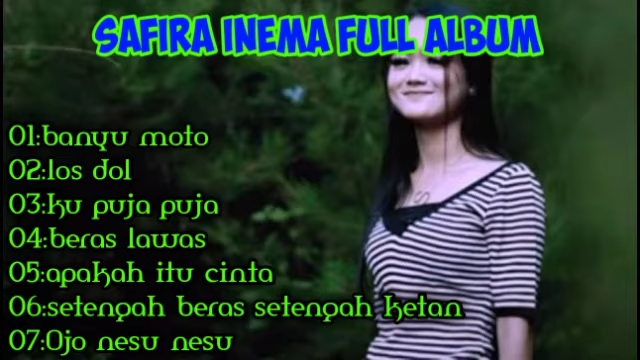 SAFIRA INEMA FULL ALBUM
01:banyu moto
02:los dol
03:ku puja puja
04:beras lawas
05:apakah itu cinta
06:setengah beras setengah ketan
07:Ojo nesu nesu